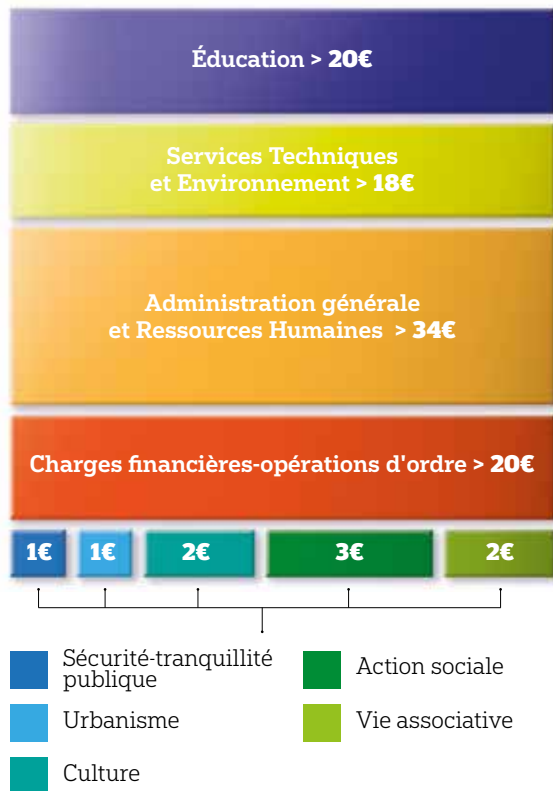 Éducation > 20€
Services Techniques
et Environnement > 18€
Administration générale
et Ressources Humaines > 34€
Charges financières-opérations d'ordre > 20€
1€ 1€ 2€ 3€ 2€
Sécurité-tranquillité
publique
Urbanisme
Culture
Action sociale
Vie associative